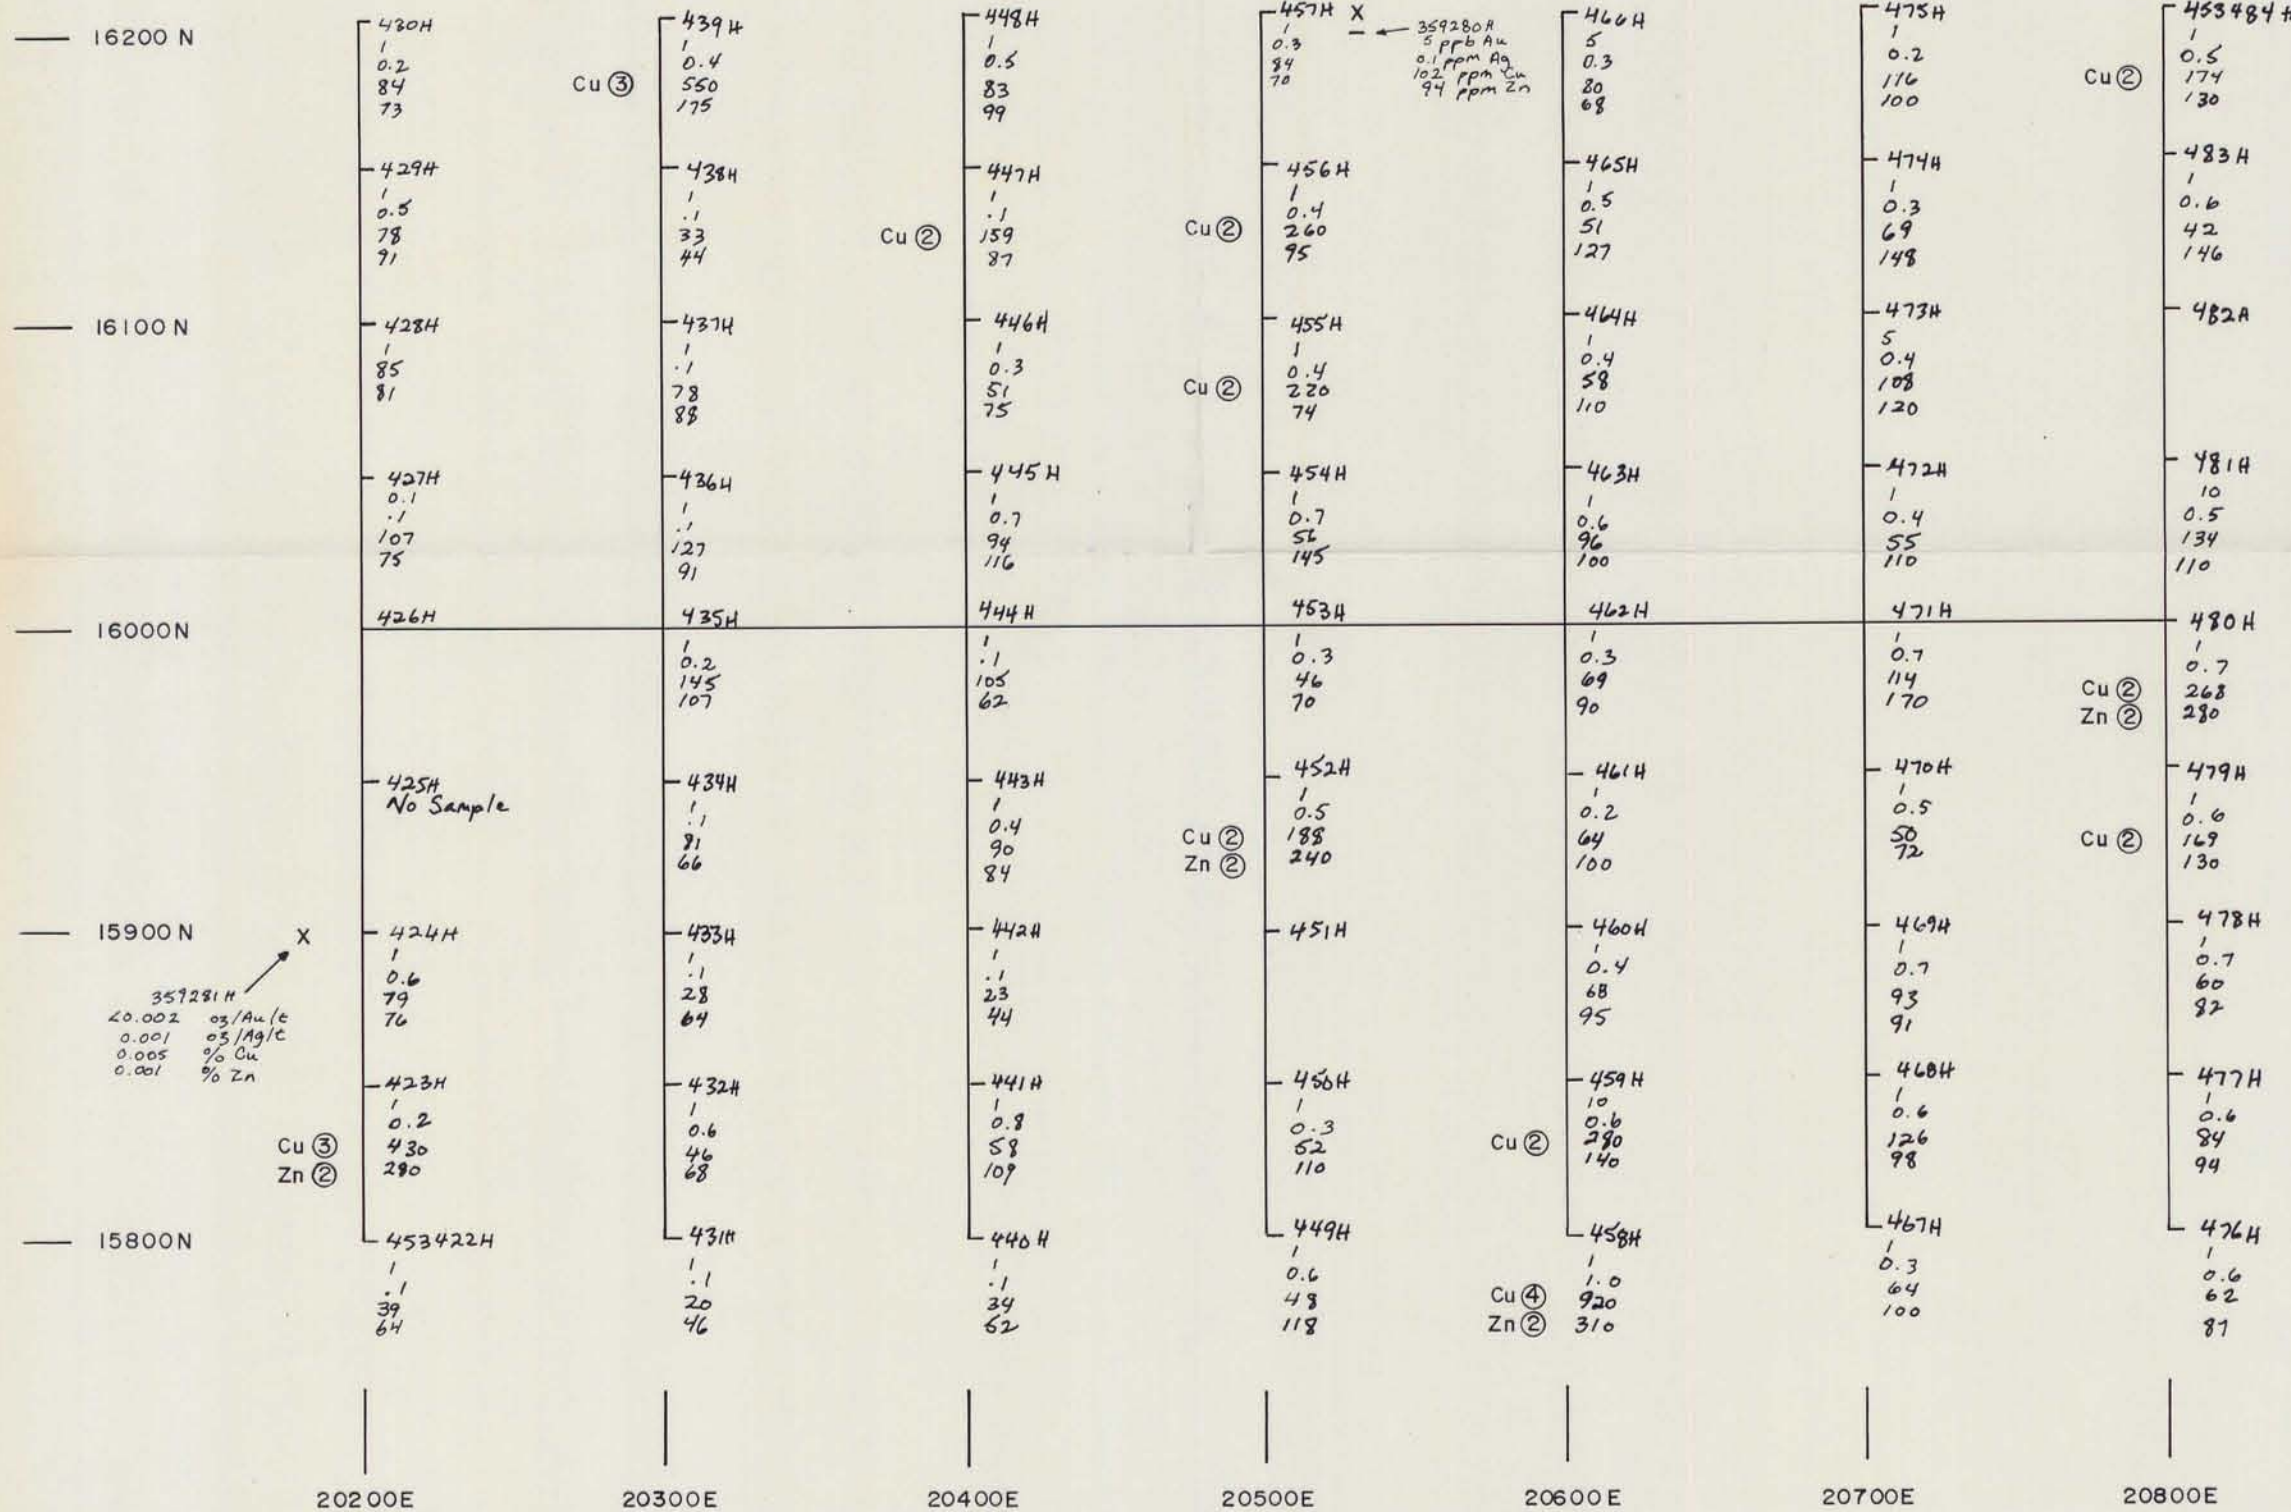 16200 N
430H
1
0.2
84
73
429H
1
0.5
78
91
16100 N
428H
1
85
81
427H
0.1
.1
107
75
16000N
426H
425H
No Sample
15900 N
X
424H
1
0.6
79
76
359281H
<0.002 oz/Au/t
0.001 oz/Ag/t
0.005 % Cu
0.001 % Zn
423H
1
0.2
Cu ③ 430
Zn ② 280
15800N
453422H
1
.1
39
64
20200E
439H
1
0.4
Cu ③ 550
175
438H
1
.1
33
44
437H
1
.1
78
88
436H
1
.1
127
91
435H
1
0.2
145
107
434H
1
.1
81
66
433H
1
.1
28
64
432H
1
0.6
46
68
431H
1
.1
20
46
20300E
448H
1
0.5
83
99
447H
1
.1
Cu ② 159
87
446H
1
0.3
51
75
445H
1
0.7
94
116
444H
1
.1
105
62
443H
1
0.4
90
84
442H
1
.1
23
44
441H
1
0.8
58
109
440H
1
.1
34
52
20400E
457H X
1
0.3
84
70
359280H
5 ppb Au
0.1 ppm Ag
102 ppm Cu
94 ppm Zn
456H
1
0.4
Cu ② 260
95
455H
1
0.4
Cu ② 220
74
454H
1
0.7
56
145
453H
1
0.3
46
70
452H
1
0.5
Cu ② 188
Zn ② 240
451H
450H
1
0.3
52
110
449H
1
0.6
48
118
20500E
466H
5
0.3
80
68
465H
1
0.5
51
127
464H
1
0.4
58
110
463H
1
0.6
96
100
462H
1
0.3
69
90
461H
1
0.2
64
100
460H
1
0.4
68
95
459H
10
0.6
Cu ② 280
140
458H
1
1.0
Cu ④ 920
Zn ② 310
20600E
475H
1
0.2
116
100
474H
1
0.3
69
148
473H
5
0.4
108
120
472H
1
0.4
55
110
471H
1
0.7
114
170
470H
1
0.5
50
72
469H
1
0.7
93
91
468H
1
0.6
126
98
467H
1
0.3
64
100
20700E
453484H
1
0.5
Cu ② 174
130
483H
1
0.6
42
146
482A
481H
10
0.5
134
110
480H
1
0.7
Cu ② 268
Zn ② 280
479H
1
0.6
Cu ② 169
130
478H
1
0.7
60
82
477H
1
0.6
84
94
476H
1
0.6
62
87
20800E